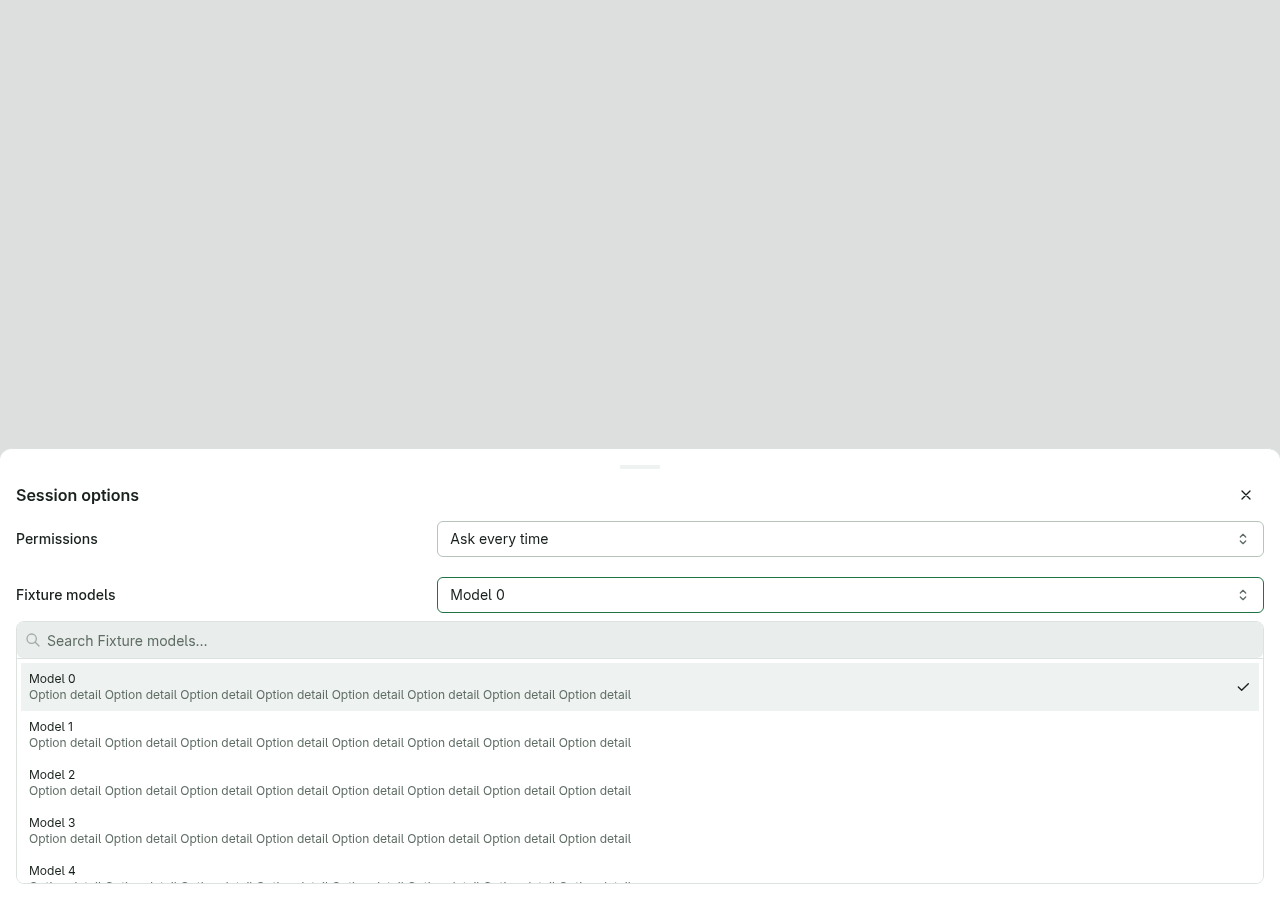 Session options
Permissions
Ask every time
Fixture models
Model 0
Search Fixture models...
Model 0
Option detail Option detail Option detail Option detail Option detail Option detail Option detail Option detail
Model 1
Option detail Option detail Option detail Option detail Option detail Option detail Option detail Option detail
Model 2
Option detail Option detail Option detail Option detail Option detail Option detail Option detail Option detail
Model 3
Option detail Option detail Option detail Option detail Option detail Option detail Option detail Option detail
Model 4